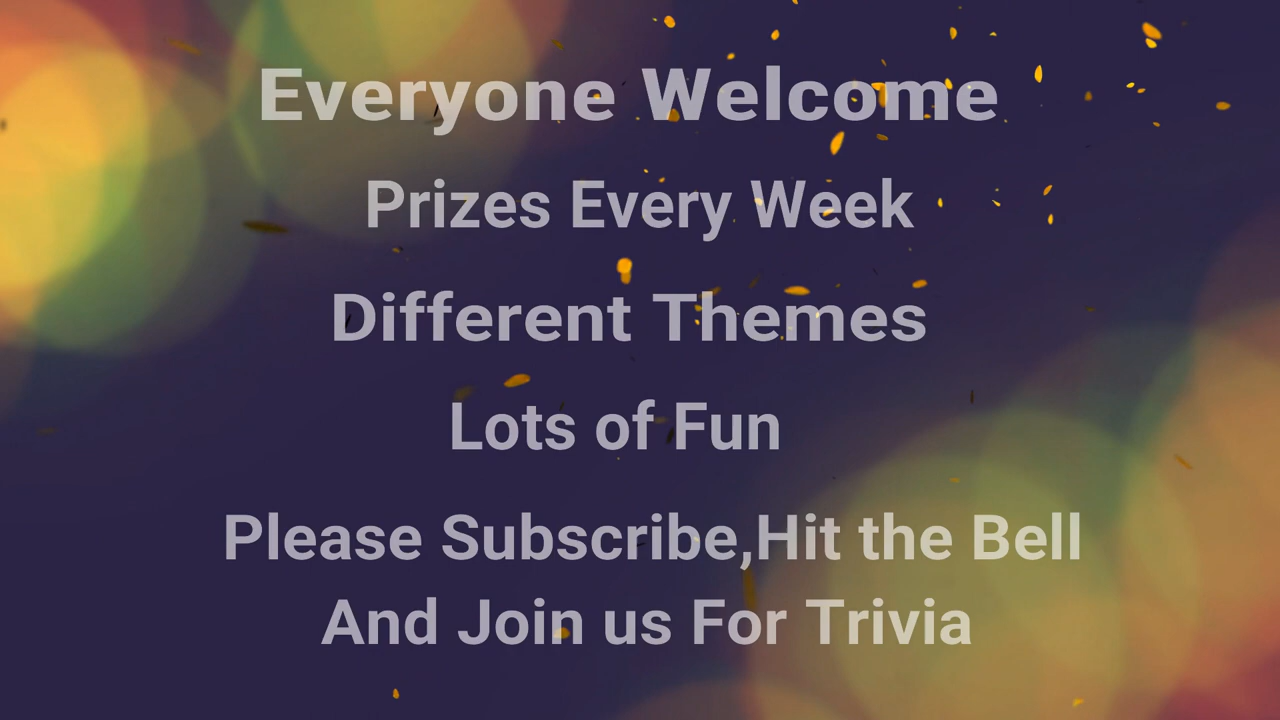 Everyone Welcome
Prizes Every Week
Different Themes
Lots of Fun
Please Subscribe,Hit the Bell
And Join us For Trivia